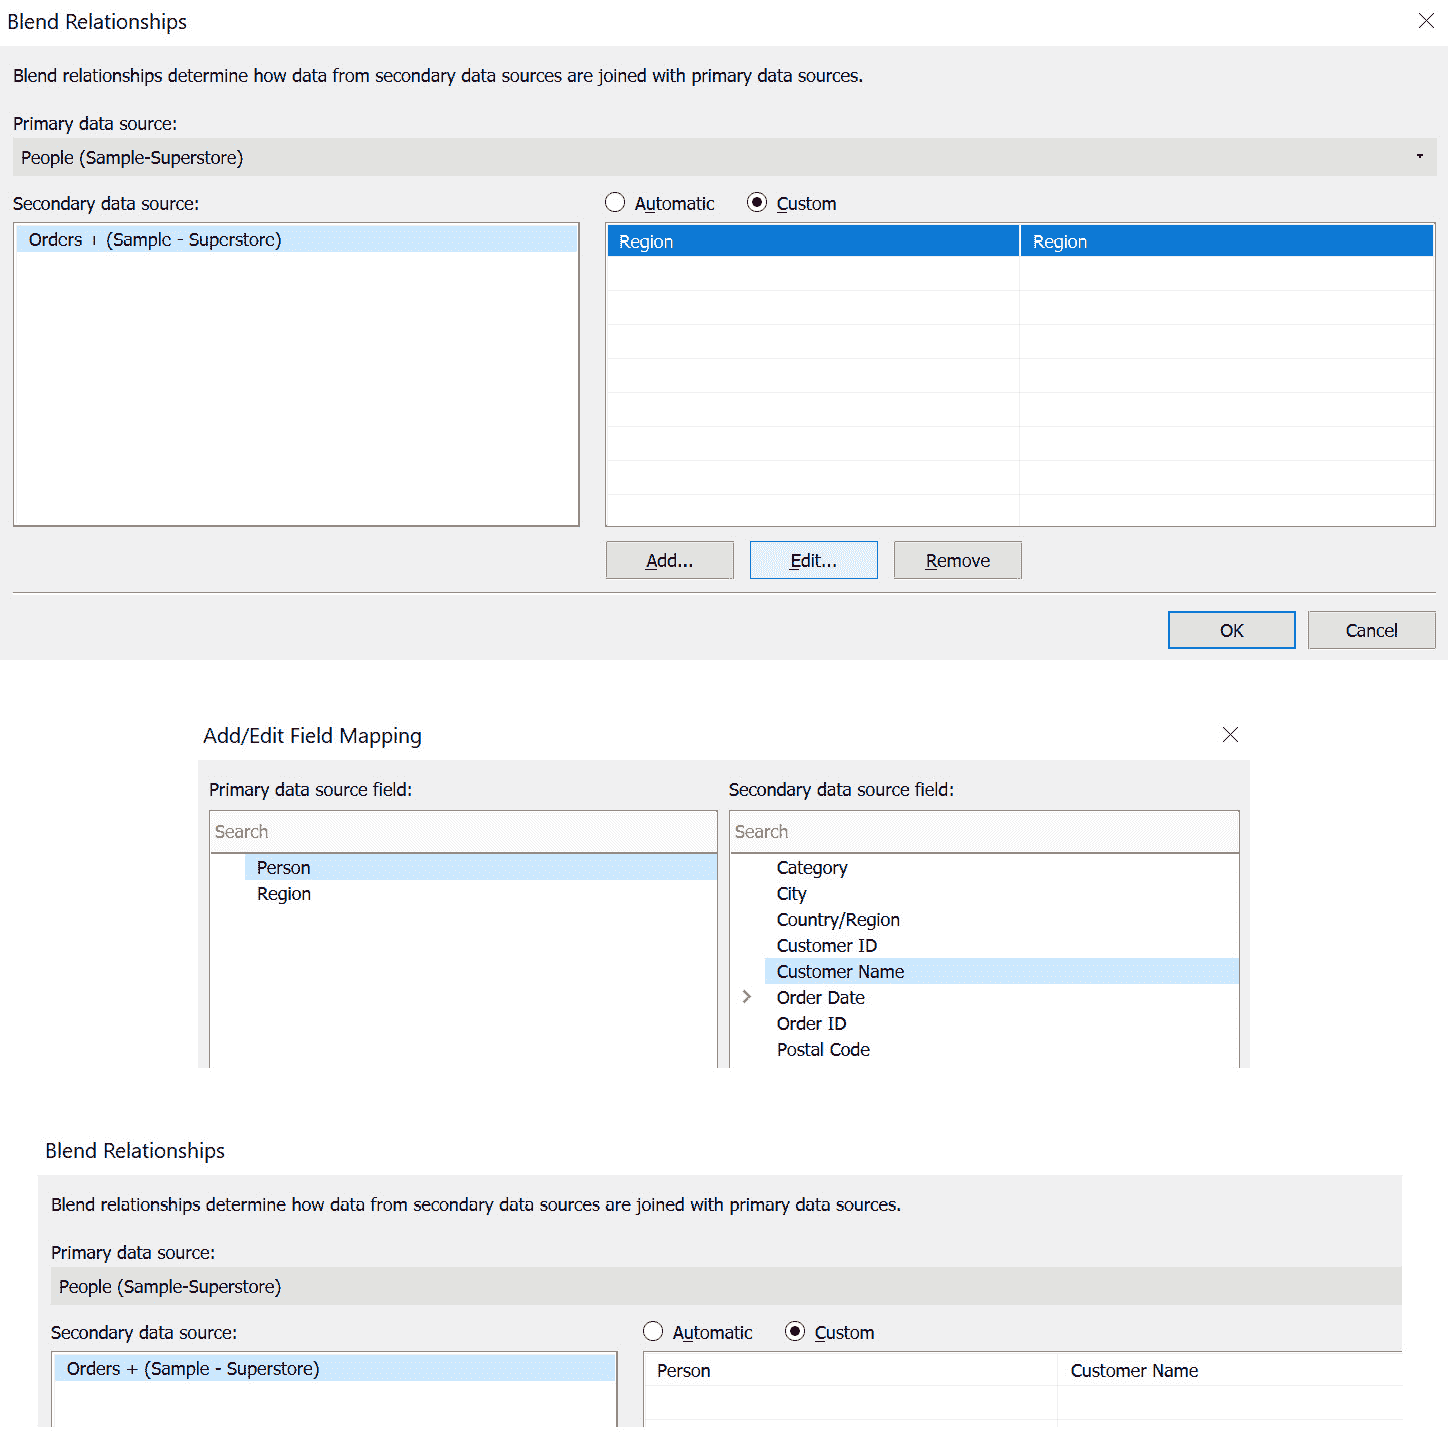 Blend Relationships
Blend relationships determine how data from secondary data sources are joined with primary data sources.
Primary data source:
People (Sample-Superstore)
Secondary data source:
Automatic Custom
Orders + (Sample - Superstore)
Region Region
Add... Edit... Remove
OK Cancel
Add/Edit Field Mapping
Primary data source field: Secondary data source field:
Search Search
Person Category
Region City
Country/Region
Customer ID
Customer Name
Order Date
Order ID
Postal Code
Blend Relationships
Blend relationships determine how data from secondary data sources are joined with primary data sources.
Primary data source:
People (Sample-Superstore)
Secondary data source:
Automatic Custom
Orders + (Sample - Superstore)
Person Customer Name